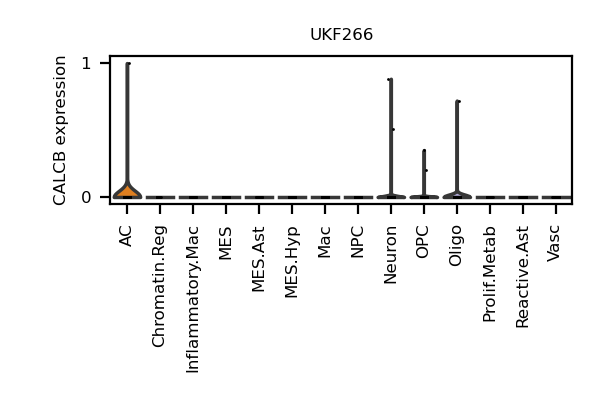 UKF266
CALCB expression
1
0
AC
Chromatin.Reg
Inflammatory.Mac
MES
MES.Ast
MES.Hyp
Mac
NPC
Neuron
OPC
Oligo
Prolif.Metab
Reactive.Ast
Vasc